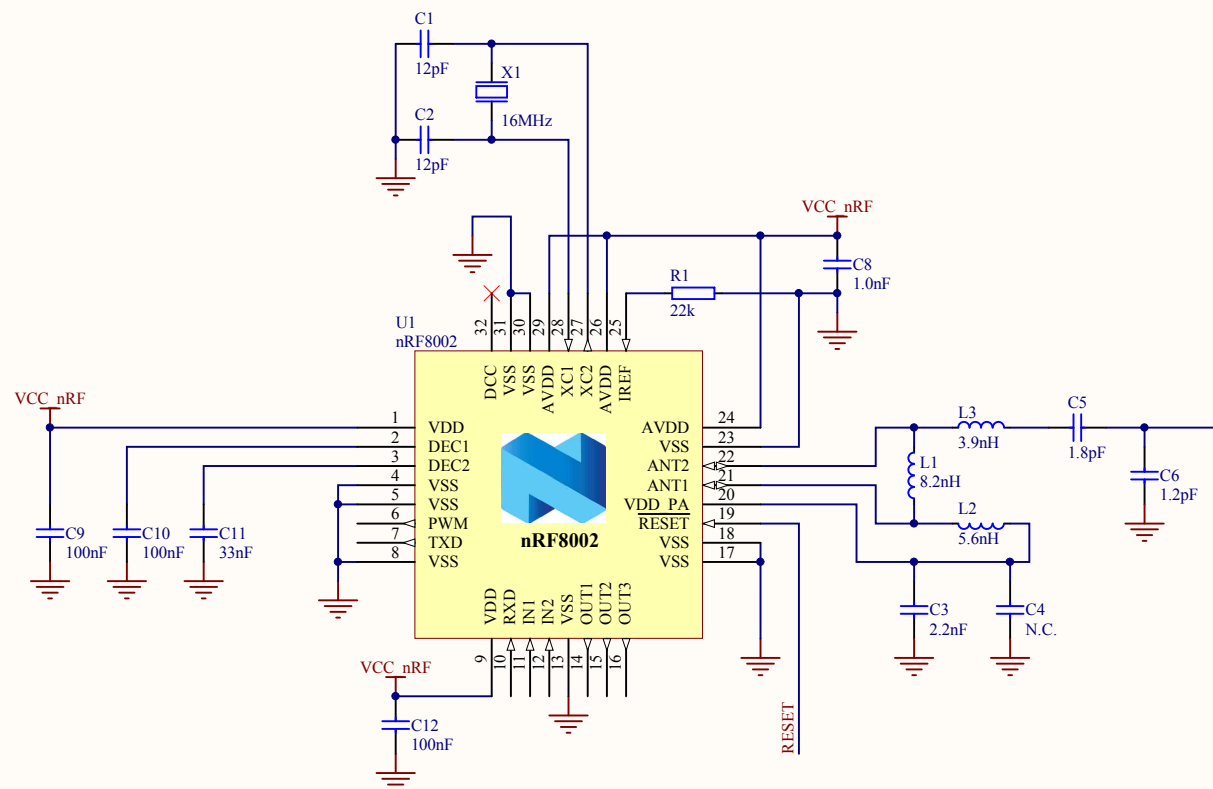 C1
12pF
X1
16MHz
C2
12pF
VCC_nRF
C8
1.0nF
R1
22k
U1
nRF8002
32
31
30
29
28
27
26
25
DCC
VSS
VSS
AVDD
XC1
XC2
AVDD
IREF
VCC_nRF
1
2
3
4
5
6
7
8
VDD
DEC1
DEC2
VSS
VSS
PWM
TXD
VSS
nRF8002
AVDD
VSS
ANT2
ANT1
VDD_PA
RESET
VSS
VSS
24
23
22
21
20
19
18
17
L3
3.9nH
C5
1.8pF
L1
8.2nH
C6
1.2pF
L2
5.6nH
C9
100nF
C10
100nF
C11
33nF
C3
2.2nF
C4
N.C.
VDD
RXD
IN1
IN2
VSS
OUT1
OUT2
OUT3
9
10
11
12
13
14
15
16
VCC_nRF
C12
100nF
RESET